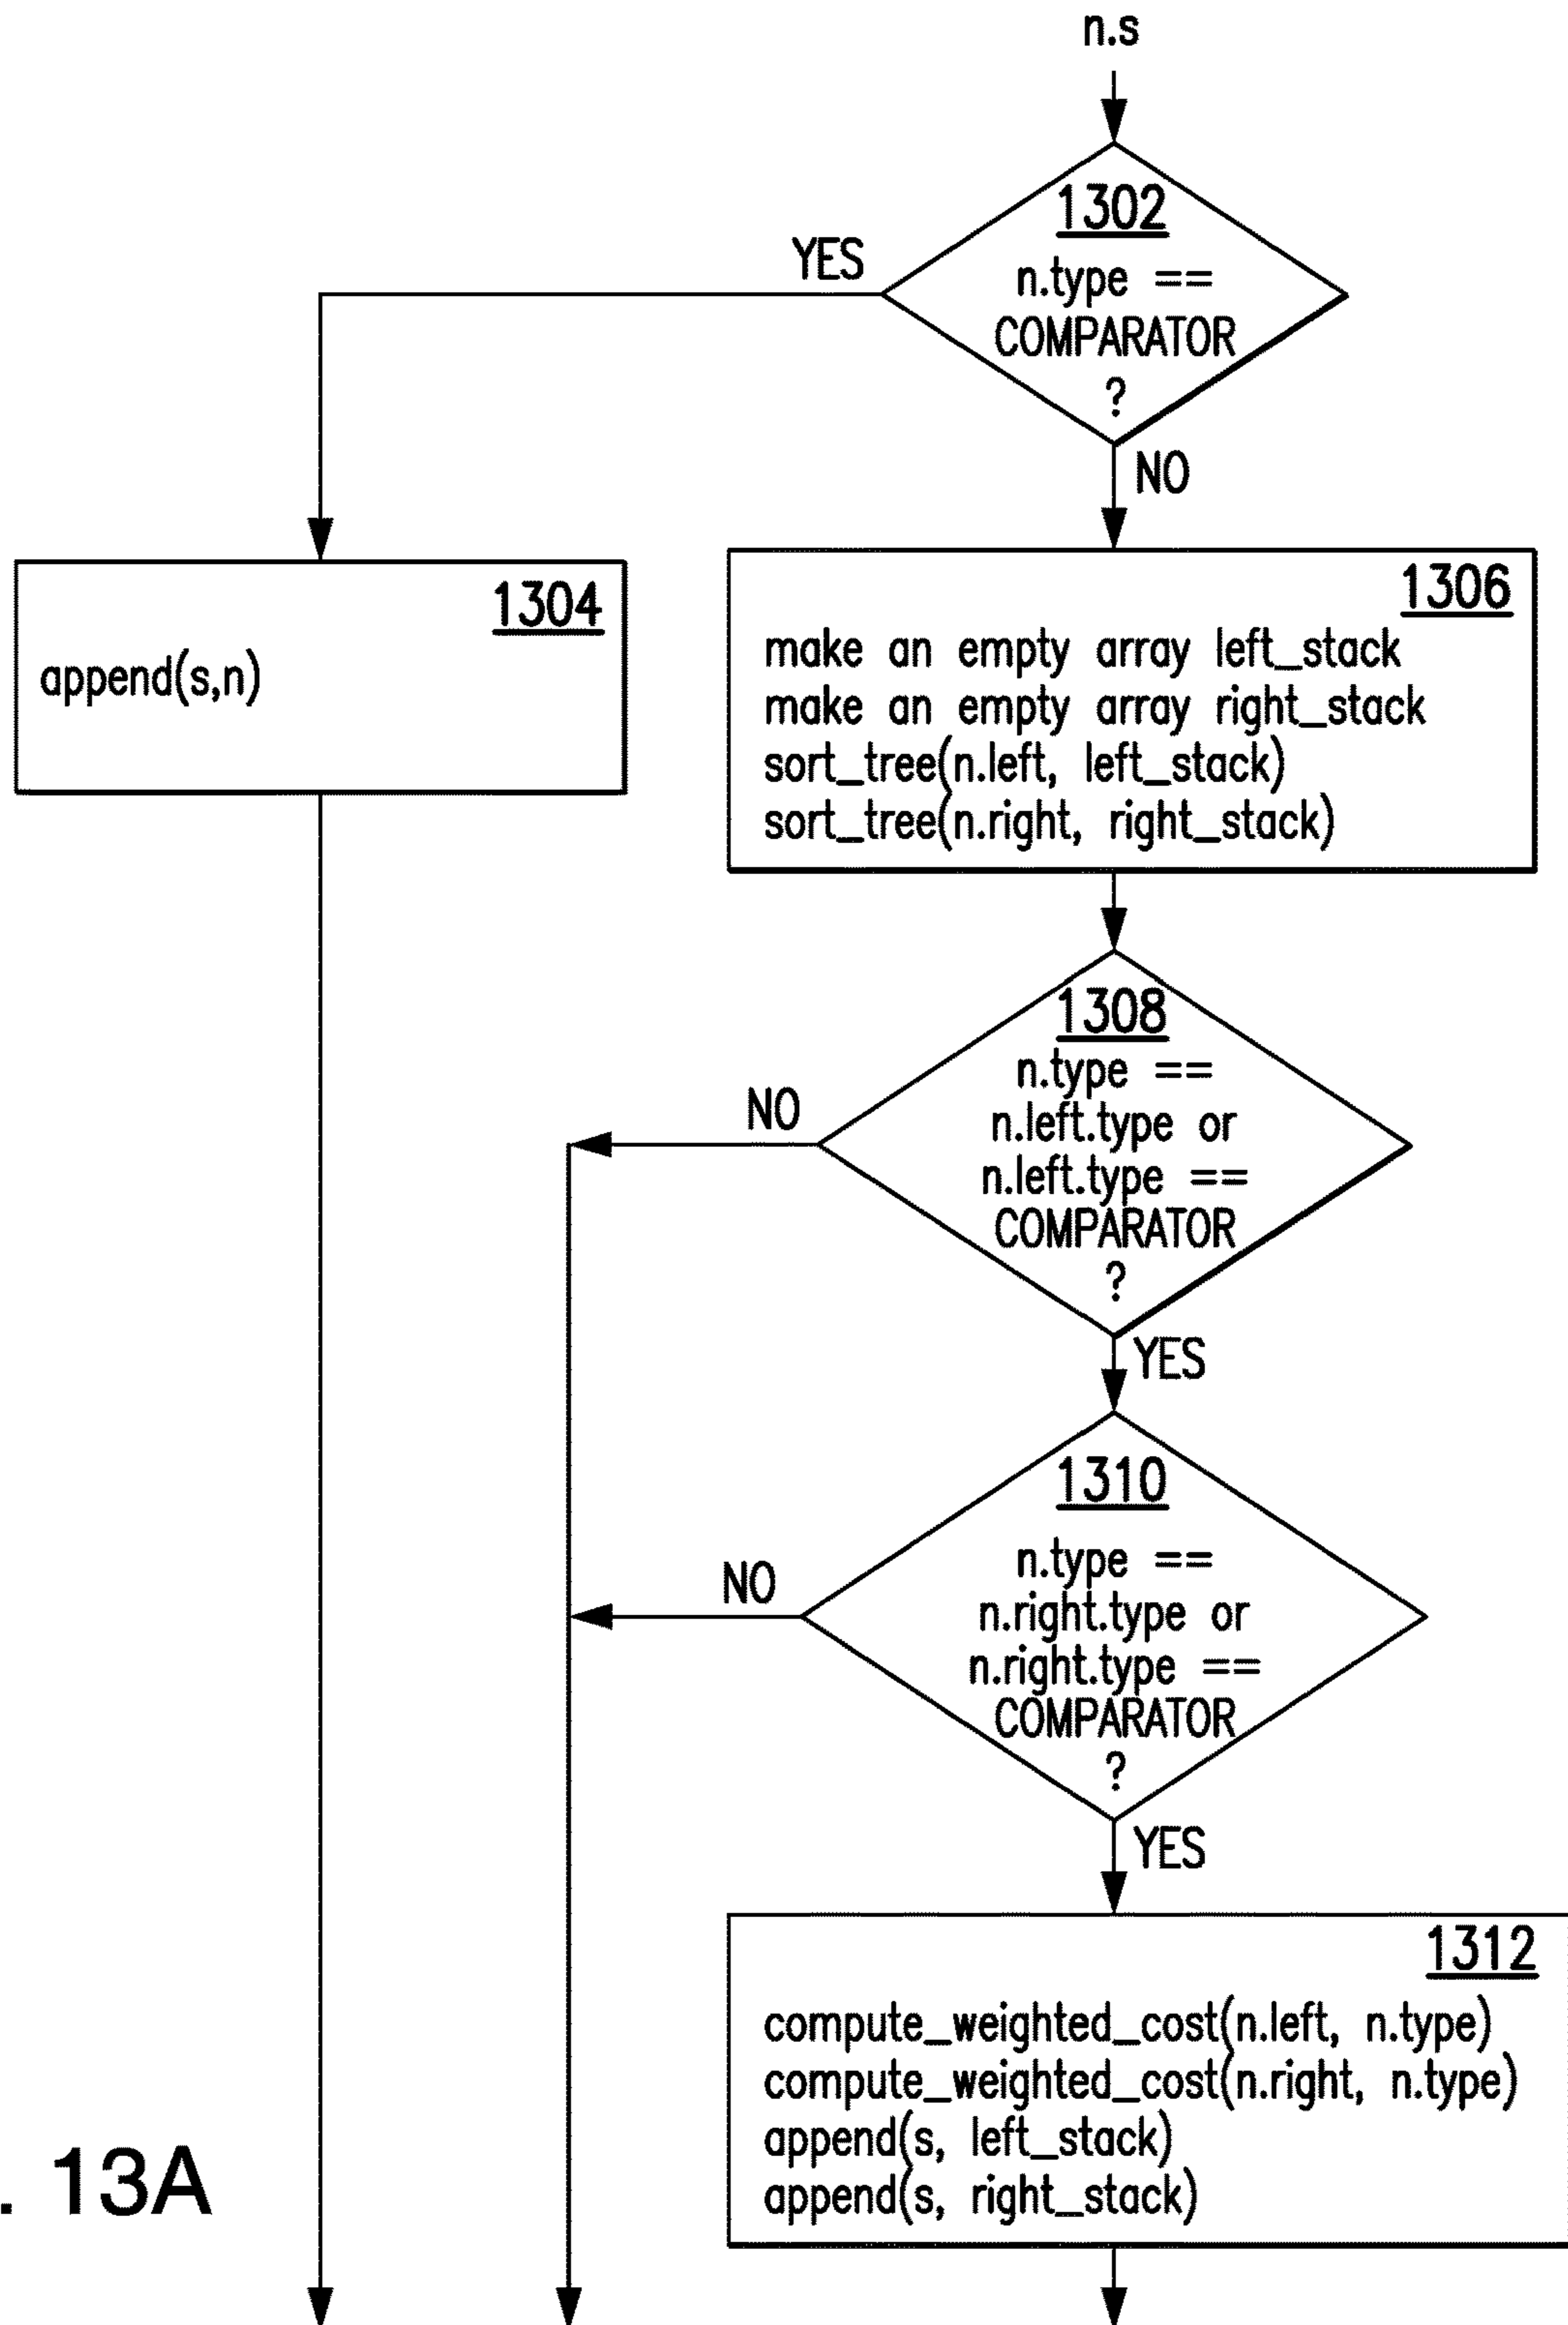 n.s
1302
n.type ==
COMPARATOR
?
YES
NO
1304
append(s,n)
1306
make an empty array left_stack
make an empty array right_stack
sort_tree(n.left, left_stack)
sort_tree(n.right, right_stack)
1308
n.type ==
n.left.type or
n.left.type ==
COMPARATOR
?
NO
YES
1310
n.type ==
n.right.type or
n.right.type ==
COMPARATOR
?
NO
YES
1312
compute_weighted_cost(n.left, n.type)
compute_weighted_cost(n.right, n.type)
append(s, left_stack)
append(s, right_stack)
. 13A